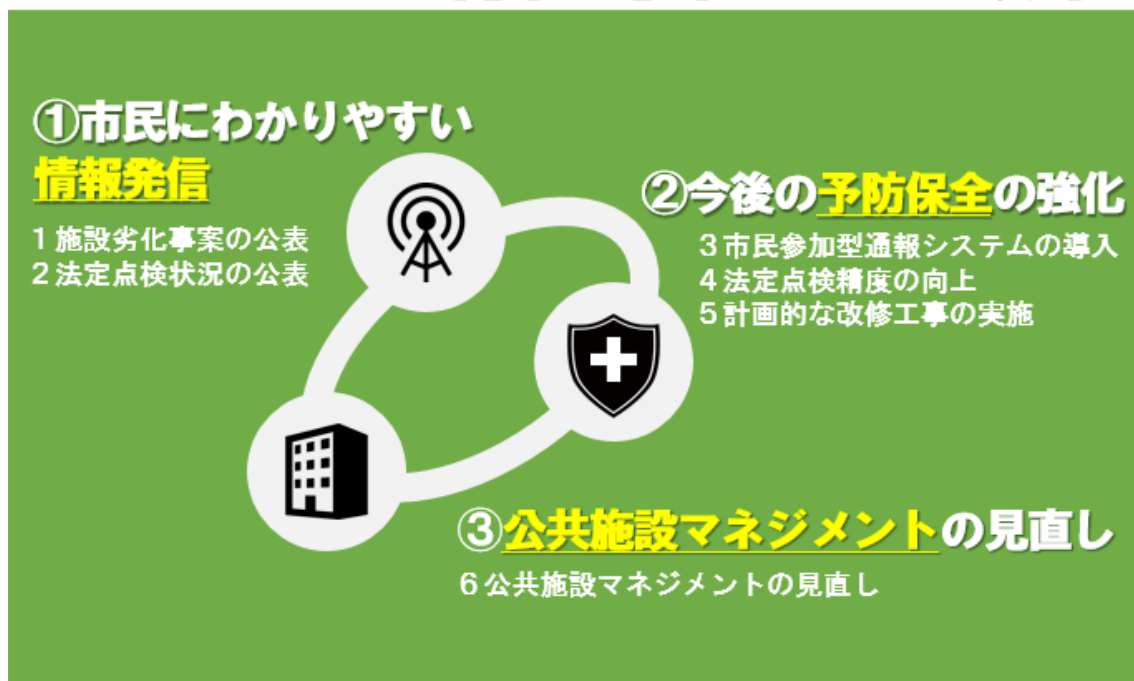 ①市民にわかりやすい
情報発信
1施設劣化事案の公表
2法定点検状況の公表
②今後の予防保全の強化
3市民参加型通報システムの導入
4法定点検精度の向上
5計画的な改修工事の実施
③公共施設マネジメントの見直し
6公共施設マネジメントの見直し